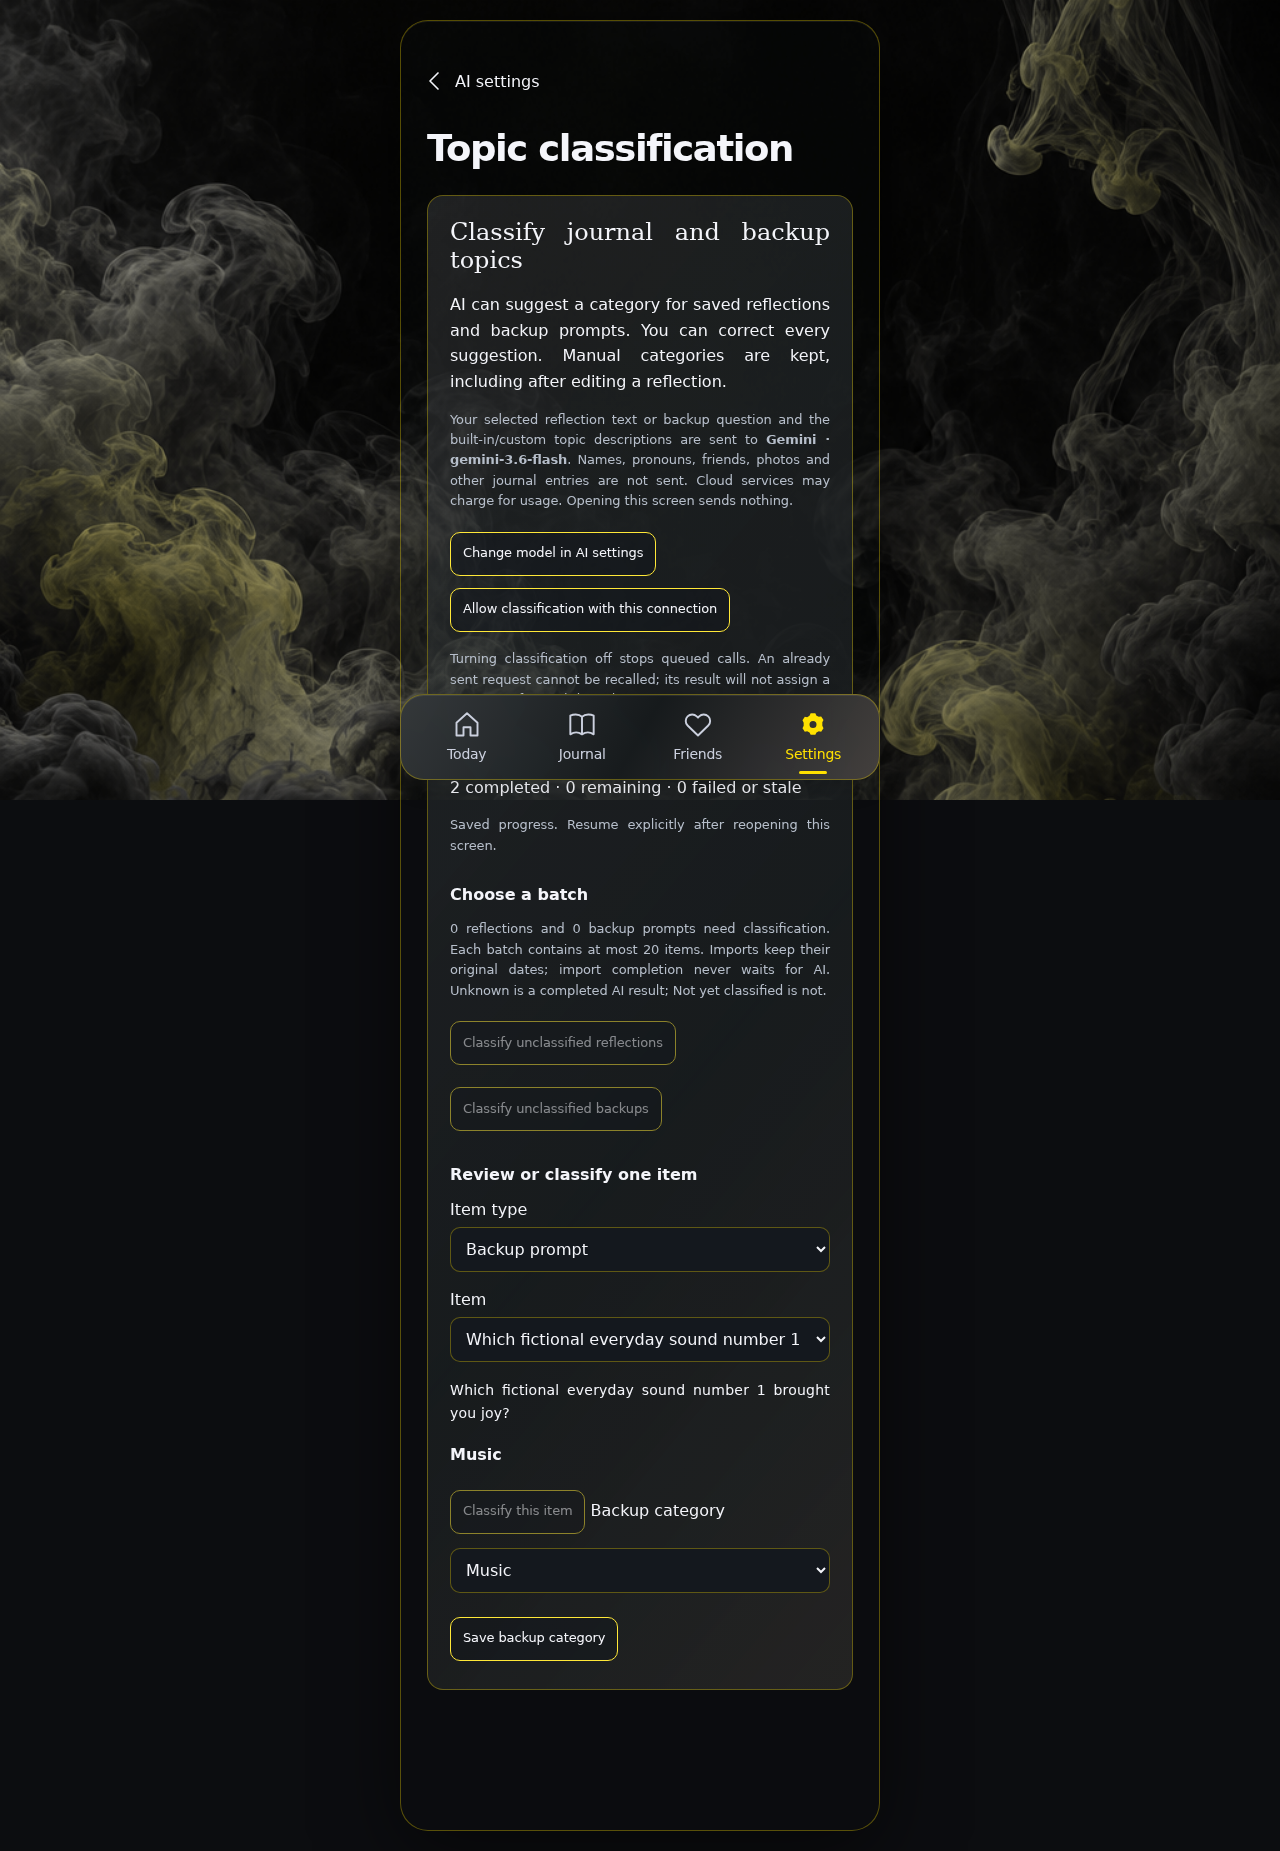 AI settings
Topic classification
Classify journal and backup
topics
AI can suggest a category for saved reflections
and backup prompts. You can correct every
suggestion. Manual categories are kept,
including after editing a reflection.
Your selected reflection text or backup question and the
built-in/custom topic descriptions are sent to Gemini ·
gemini-3.6-flash. Names, pronouns, friends, photos and
other journal entries are not sent. Cloud services may
charge for usage. Opening this screen sends nothing.
Change model in AI settings
Allow classification with this connection
Turning classification off stops queued calls. An already
sent request cannot be recalled; its result will not assign a
Today
Journal
Friends
Settings
2 completed · 0 remaining · 0 failed or stale
Saved progress. Resume explicitly after reopening this
screen.
Choose a batch
0 reflections and 0 backup prompts need classification.
Each batch contains at most 20 items. Imports keep their
original dates; import completion never waits for AI.
Unknown is a completed AI result; Not yet classified is not.
Classify unclassified reflections
Classify unclassified backups
Review or classify one item
Item type
Backup prompt
Item
Which fictional everyday sound number 1
Which fictional everyday sound number 1 brought
you joy?
Music
Classify this item Backup category
Music
Save backup category